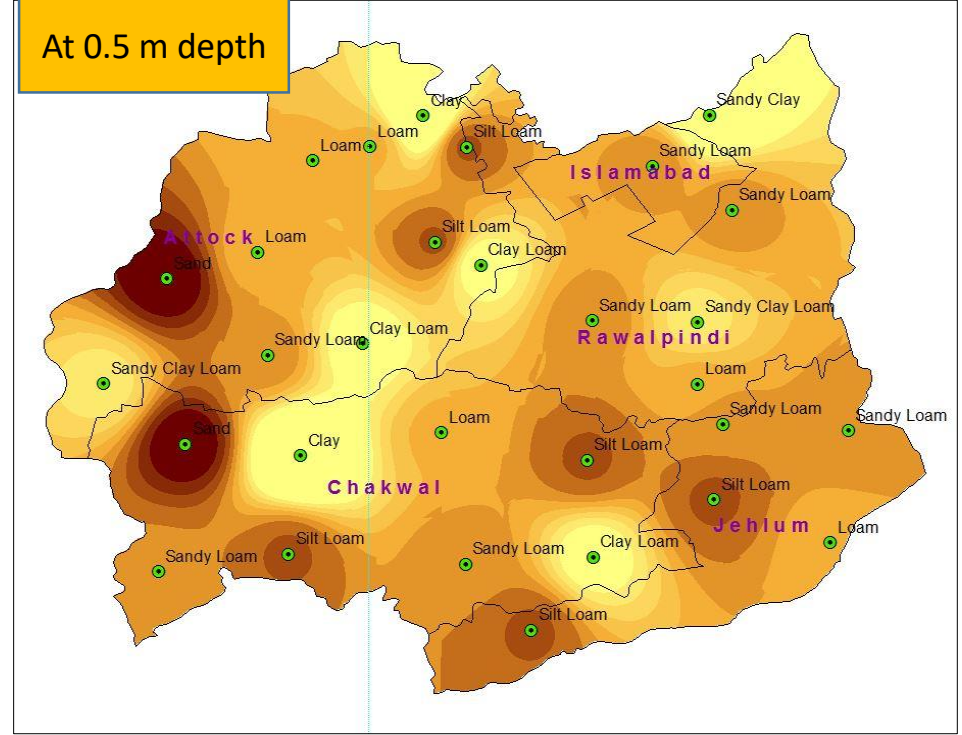 At 0.5 m depth
Clay
Sandy Clay
Loam
Silt Loam
Loam
Sandy Loam
Islamabad
Sandy Loam
Silt Loam
Attock
Loam
Clay Loam
Sand
Sandy Loam
Sandy Clay Loam
Clay Loam
Rawalpindi
Sandy Loam
Sandy Clay Loam
Loam
Sandy Loam
Sandy Loam
Loam
Sand
Clay
Silt Loam
Chakwal
Silt Loam
Jehlum
Loam
Silt Loam
Clay Loam
Sandy Loam
Sandy Loam
Silt Loam